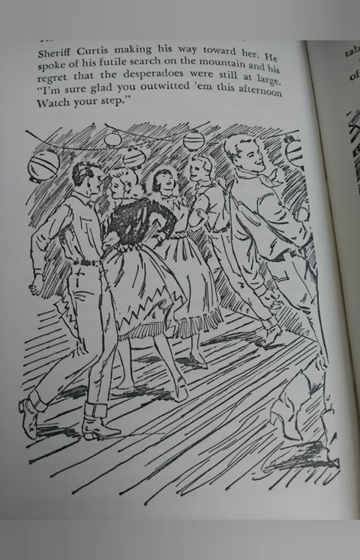 Sheriff Curtis making his way toward her. He
spoke of his futile search on the mountain and his
regret that the desperadoes were still at large.
"I'm sure glad you outwitted 'em this afternoon
Watch your step."